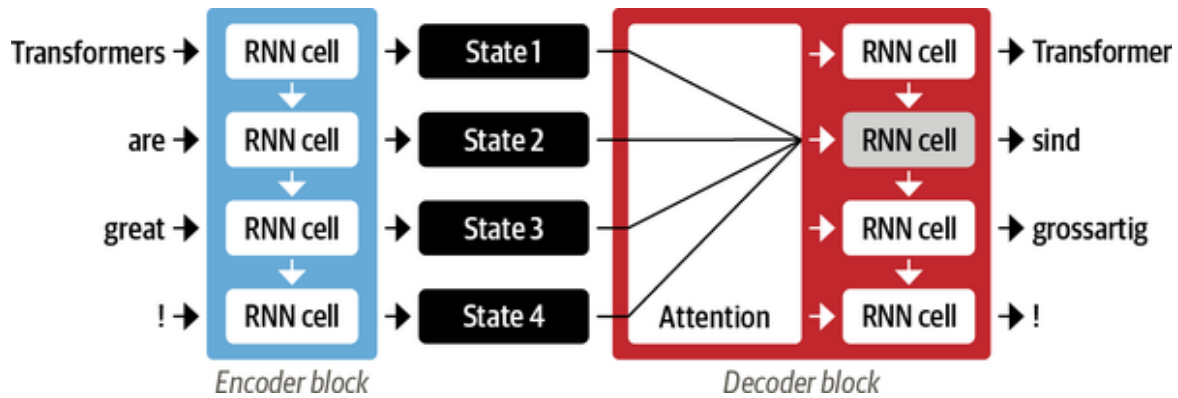 Transformers RNN cell State 1 RNN cell Transformer
are RNN cell State 2 RNN cell sind
great RNN cell State 3 RNN cell grossartig
! RNN cell State 4 Attention RNN cell !
Encoder block Decoder block